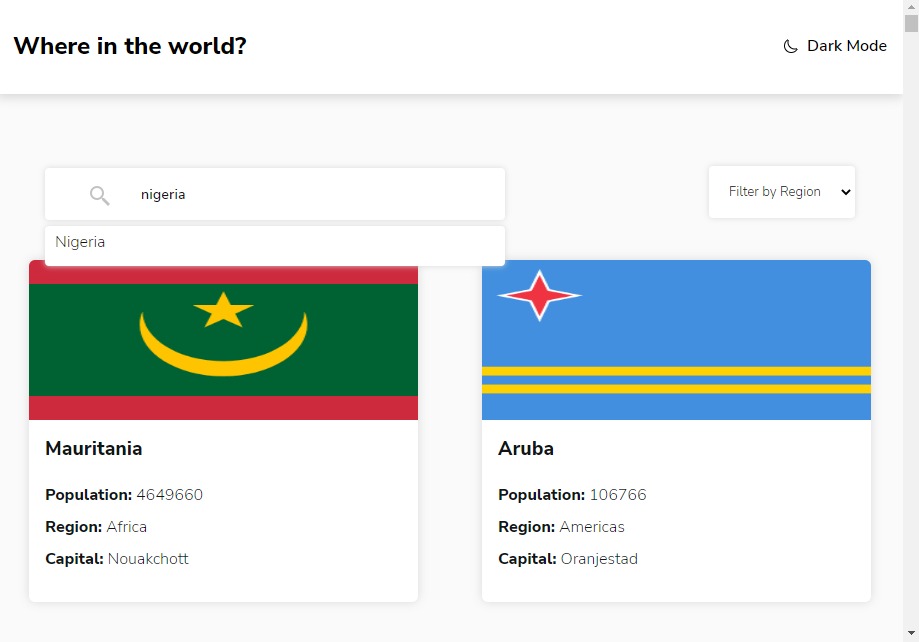 Where in the world?
Dark Mode
nigeria
Filter by Region
Nigeria
Mauritania
Population: 4649660
Region: Africa
Capital: Nouakchott
Aruba
Population: 106766
Region: Americas
Capital: Oranjestad